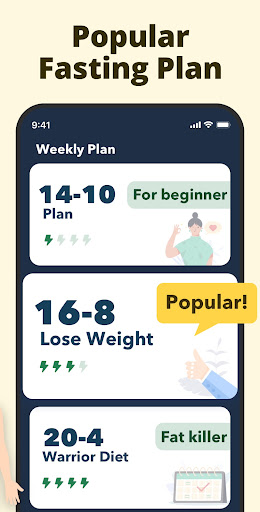 Popular
Fasting Plan
9:41
Weekly Plan
14-10
For beginner
Plan
16-8
Popular!
Lose Weight
20-4
Fat killer
Warrior Diet